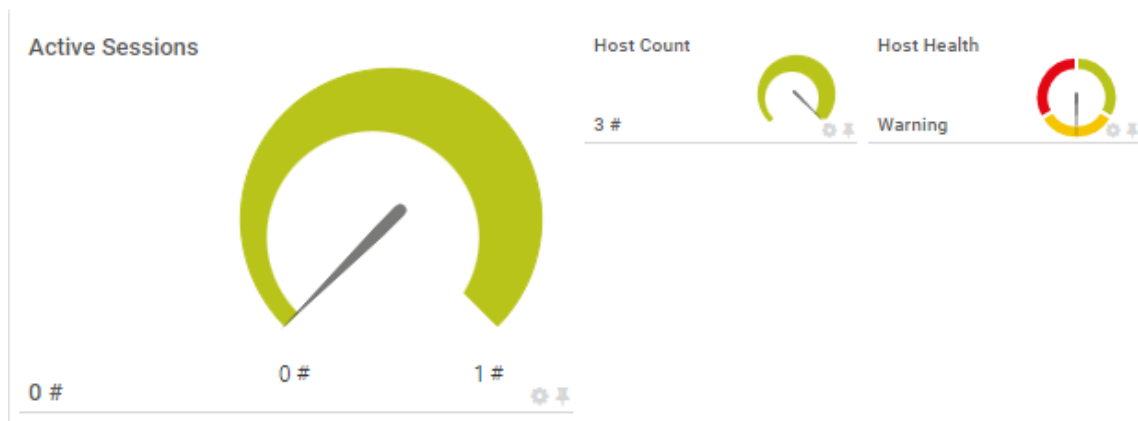 Active Sessions
0 #
1 #
0 #
Host Count
3 #
Host Health
Warning